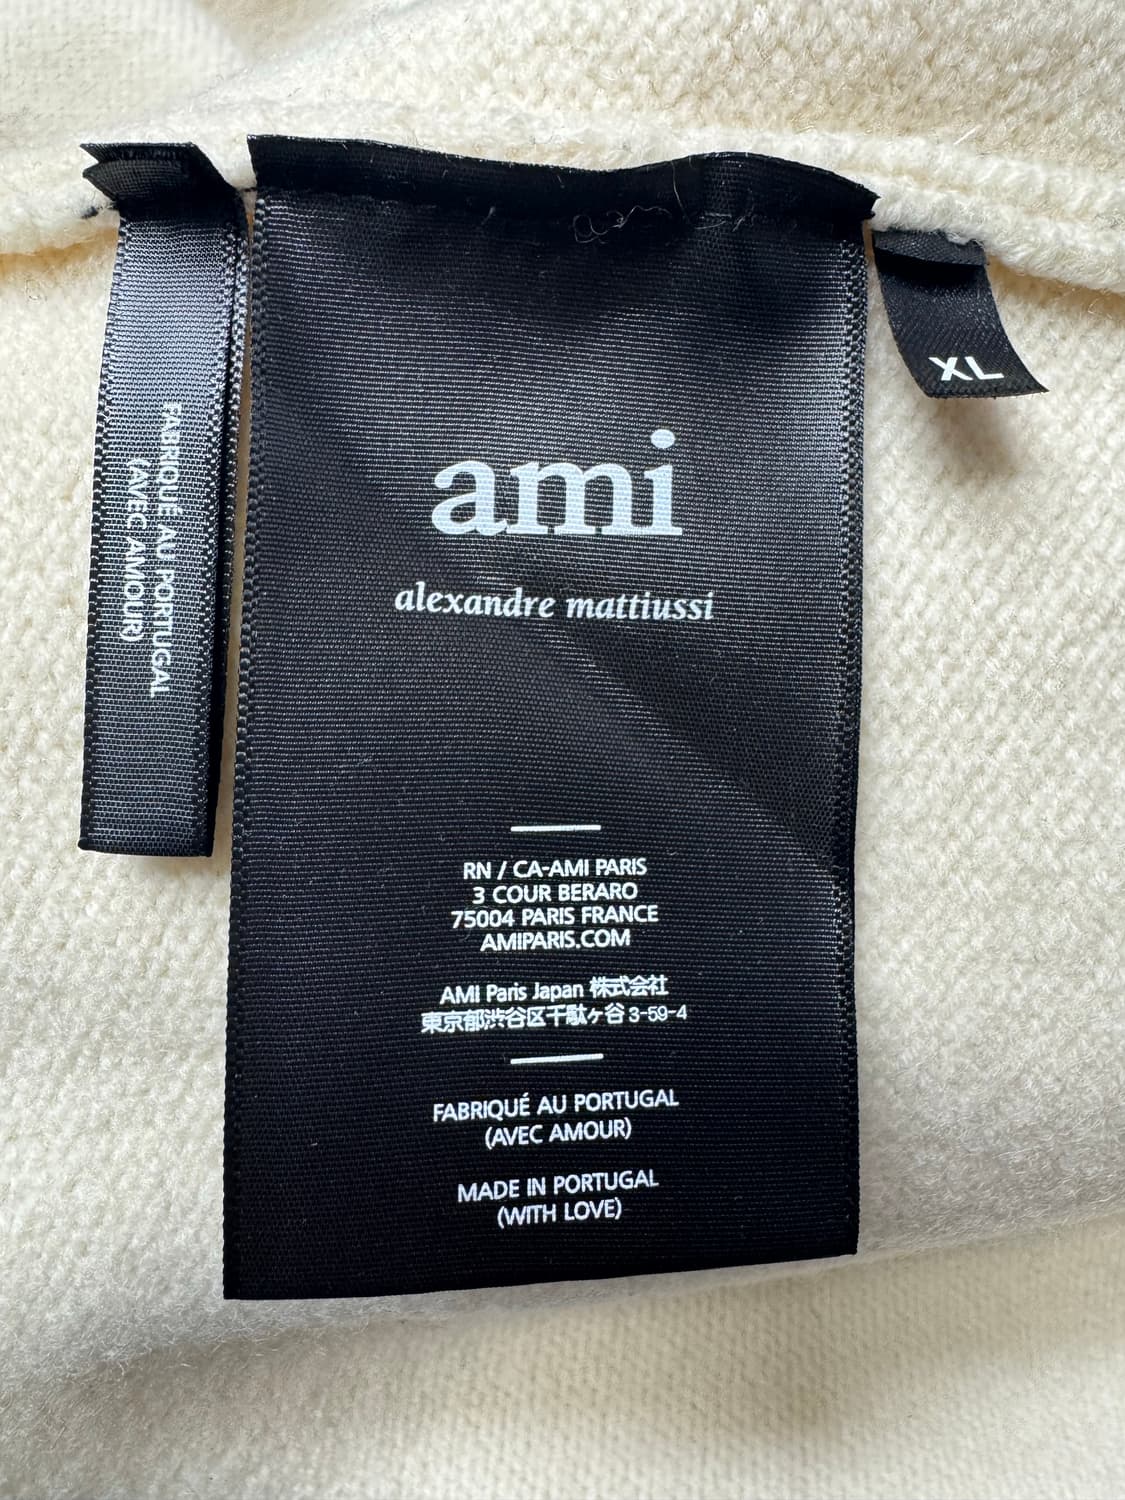 FABRIQUE AU PORTUGAL
(AVEC AMOUR)
ami
alexandre mattiussi
RN / CA-AMI PARIS
3 COUR BERARO
75004 PARIS FRANCE
AMIPARIS.COM
AMI Paris Japan 株式会社
東京都渋谷区千駄ヶ谷 3-59-4
FABRIQUÉ AU PORTUGAL
(AVEC AMOUR)
MADE IN PORTUGAL
(WITH LOVE)
XL